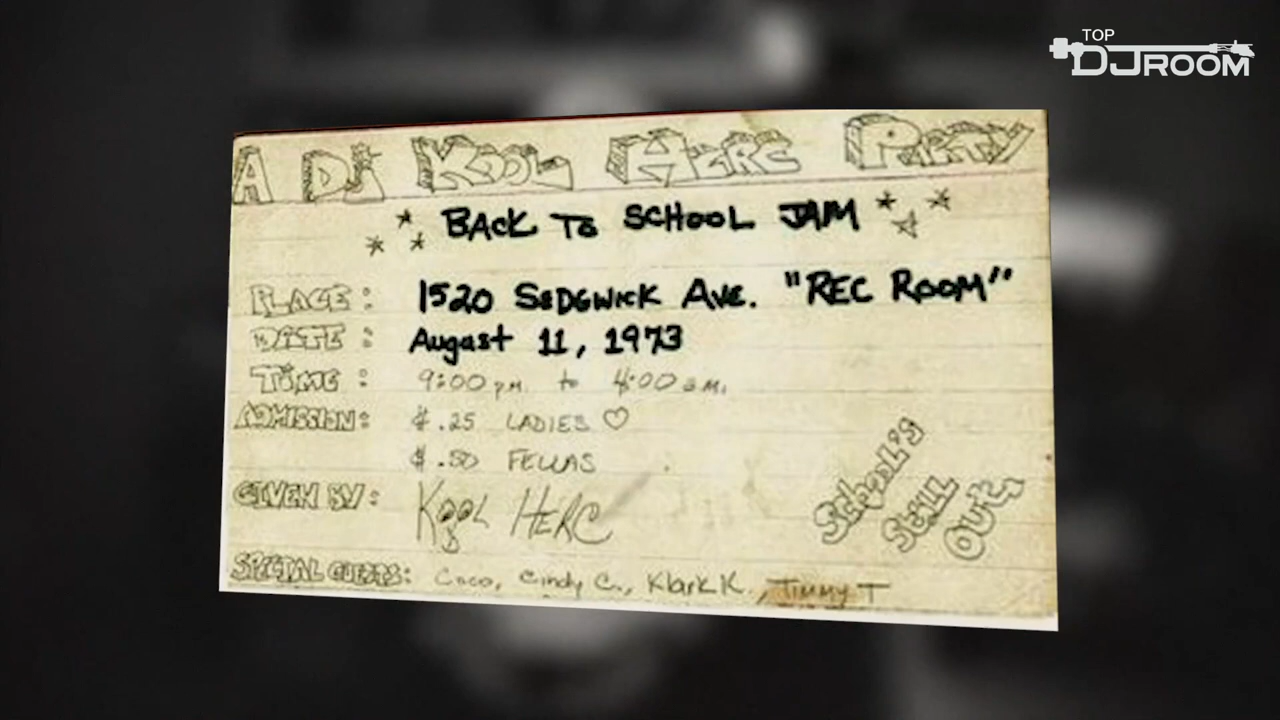 TOP
DJROOM
A DJ KOOL HERC PARTY
BACK TO SCHOOL JAM
PLACE: 1520 SEDGWICK AVE. "REC ROOM"
DATE: August 11, 1973
TIME: 9:00 pm. to 4:00 a.m.
ADMISSION: $.25 LADIES ♡
$.50 FELLAS
GIVEN BY: KOOL HERC
SPECIAL GUESTS: Coco, Cindy C., Klark K., Timmy T
SCHOOL'S
STILL
OUT,